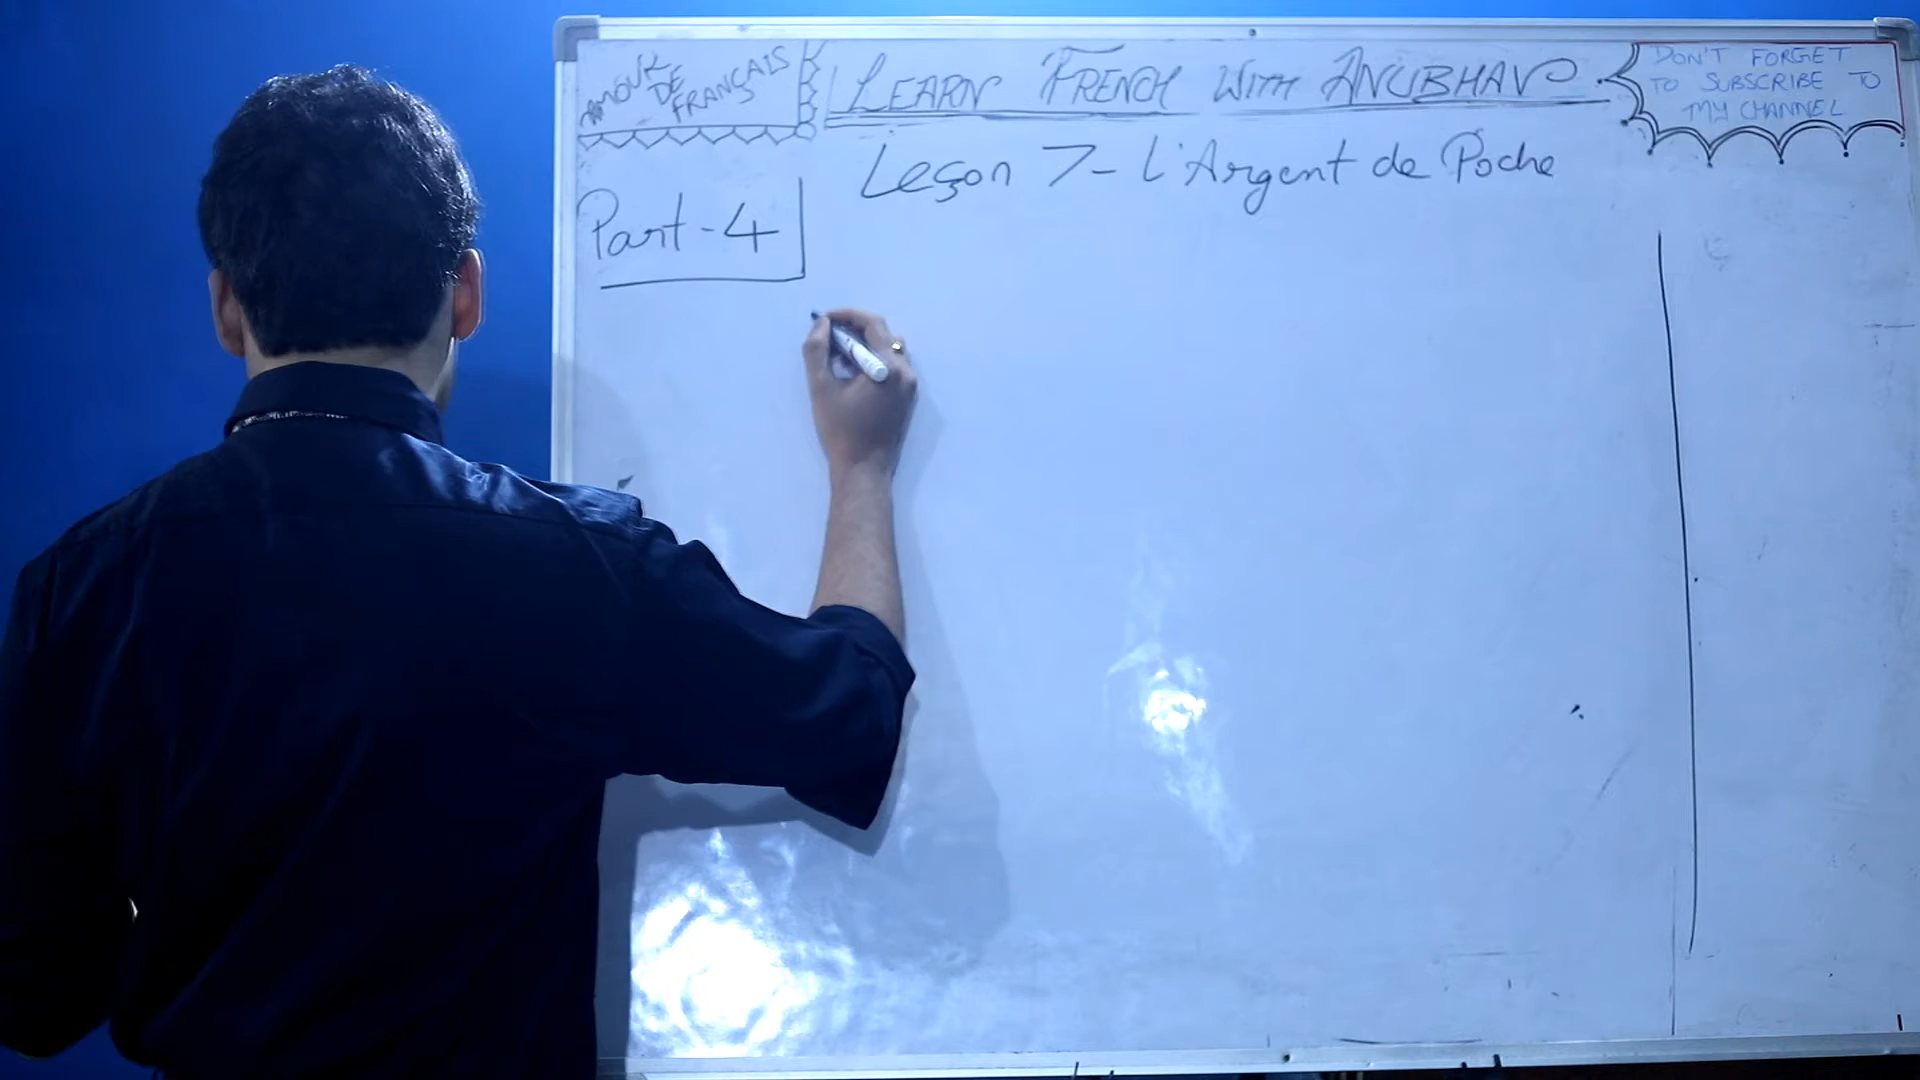 AMOUR
DE
FRANCAIS
LEARN FRENCH WITH ANUBHAV
DON'T FORGET
TO SUBSCRIBE TO
MY CHANNEL
Leçon 7- L'Argent de Poche
Part-4